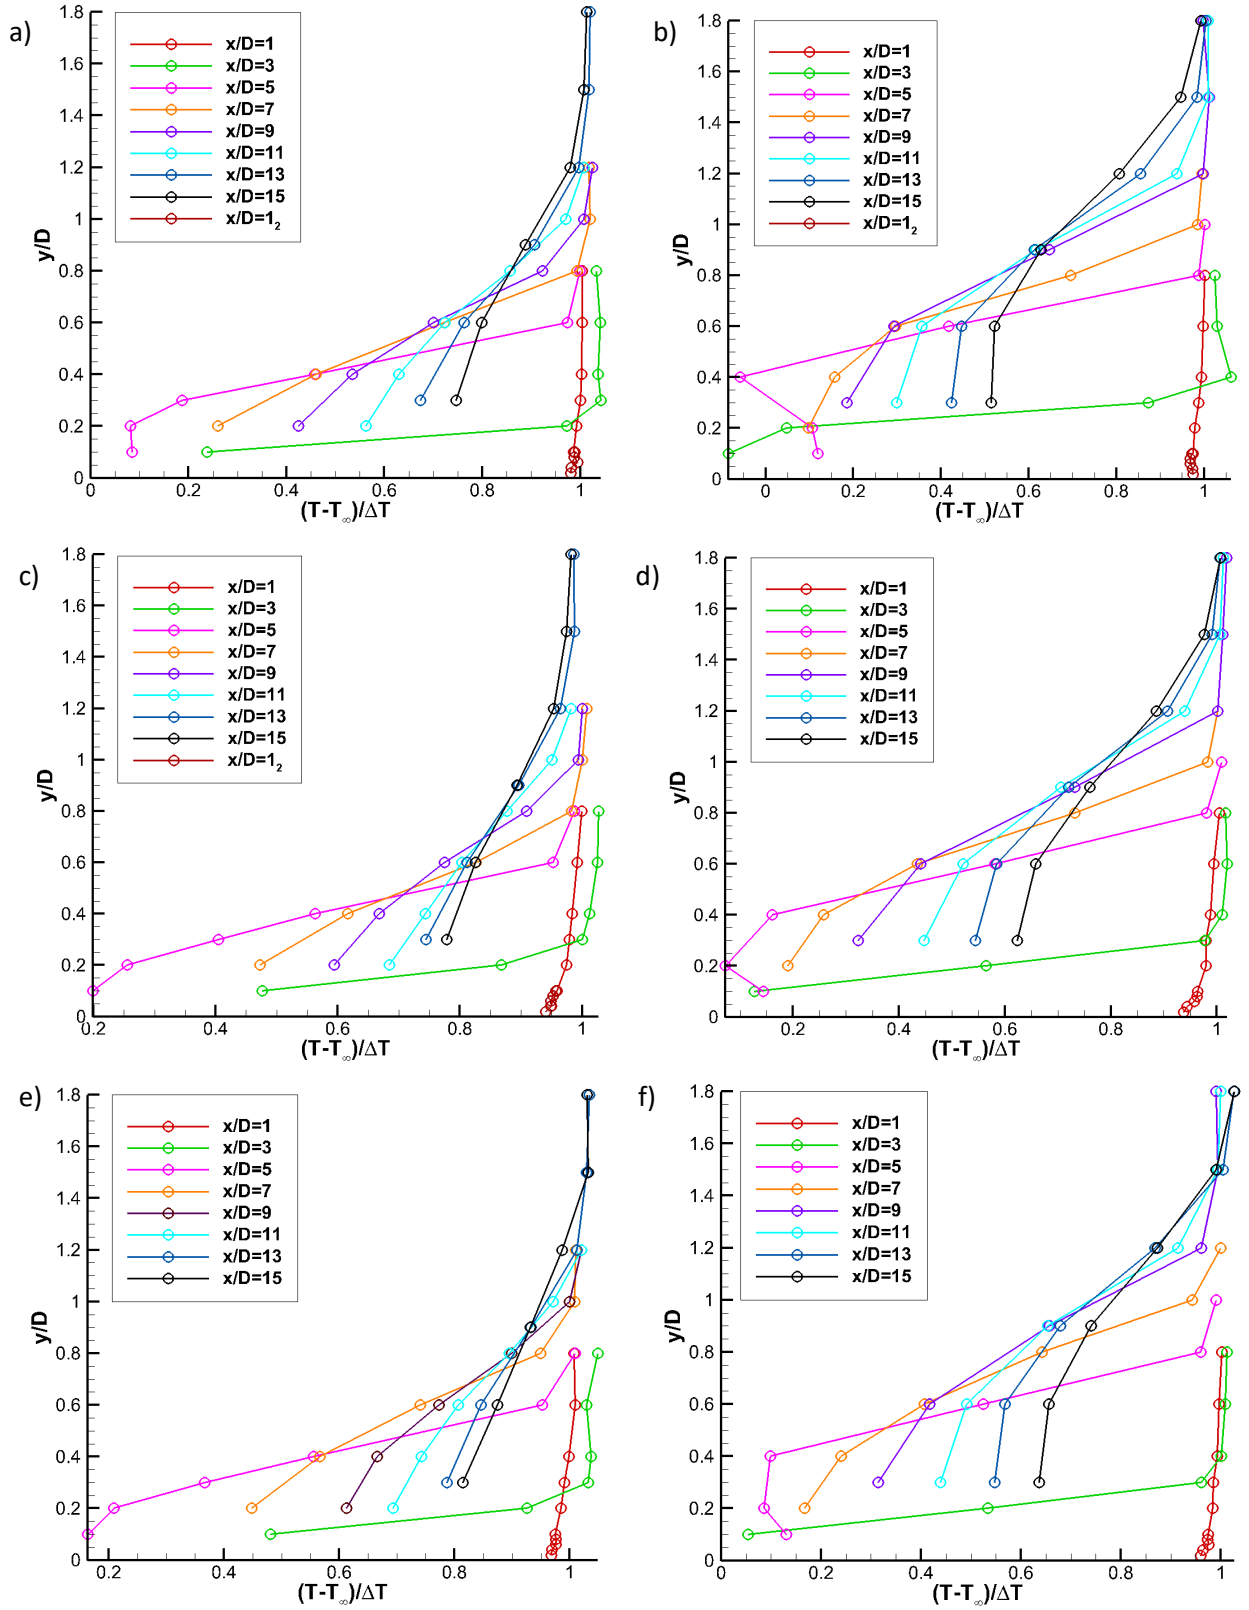 a)
1.8
1.6
1.4
1.2
1
0.8
0.6
0.4
0.2
0
y/D
x/D=1
x/D=3
x/D=5
x/D=7
x/D=9
x/D=11
x/D=13
x/D=15
x/D=1₂
0 0.2 0.4 0.6 0.8 1
(T-T∞)/ΔT
b)
1.8
1.6
1.4
1.2
1
0.8
0.6
0.4
0.2
0
y/D
x/D=1
x/D=3
x/D=5
x/D=7
x/D=9
x/D=11
x/D=13
x/D=15
x/D=1₂
0 0.2 0.4 0.6 0.8 1
(T-T∞)/ΔT
c)
1.8
1.6
1.4
1.2
1
0.8
0.6
0.4
0.2
0
y/D
x/D=1
x/D=3
x/D=5
x/D=7
x/D=9
x/D=11
x/D=13
x/D=15
x/D=1₂
0.2 0.4 0.6 0.8 1
(T-T∞)/ΔT
d)
1.8
1.6
1.4
1.2
1
0.8
0.6
0.4
0.2
0
y/D
x/D=1
x/D=3
x/D=5
x/D=7
x/D=9
x/D=11
x/D=13
x/D=15
0.2 0.4 0.6 0.8 1
(T-T∞)/ΔT
e)
1.8
1.6
1.4
1.2
1
0.8
0.6
0.4
0.2
0
y/D
x/D=1
x/D=3
x/D=5
x/D=7
x/D=9
x/D=11
x/D=13
x/D=15
0.2 0.4 0.6 0.8 1
(T-T∞)/ΔT
f)
1.8
1.6
1.4
1.2
1
0.8
0.6
0.4
0.2
0
y/D
x/D=1
x/D=3
x/D=5
x/D=7
x/D=9
x/D=11
x/D=13
x/D=15
0 0.2 0.4 0.6 0.8 1
(T-T∞)/ΔT